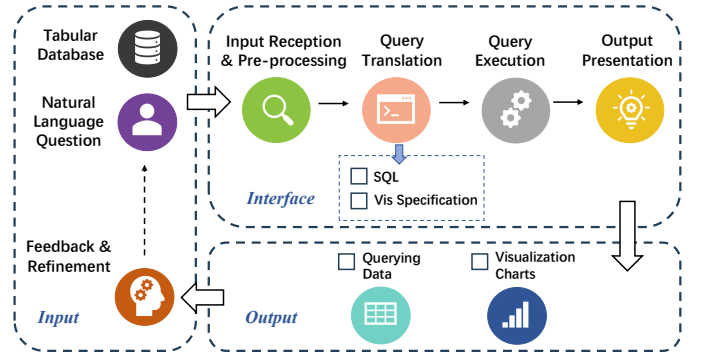 Tabular
Database
Natural
Language
Question
Feedback &
Refinement
Input
Input Reception
& Pre-processing
Query
Translation
Query
Execution
Output
Presentation
SQL
Vis Specification
Interface
Querying
Data
Visualization
Charts
Output